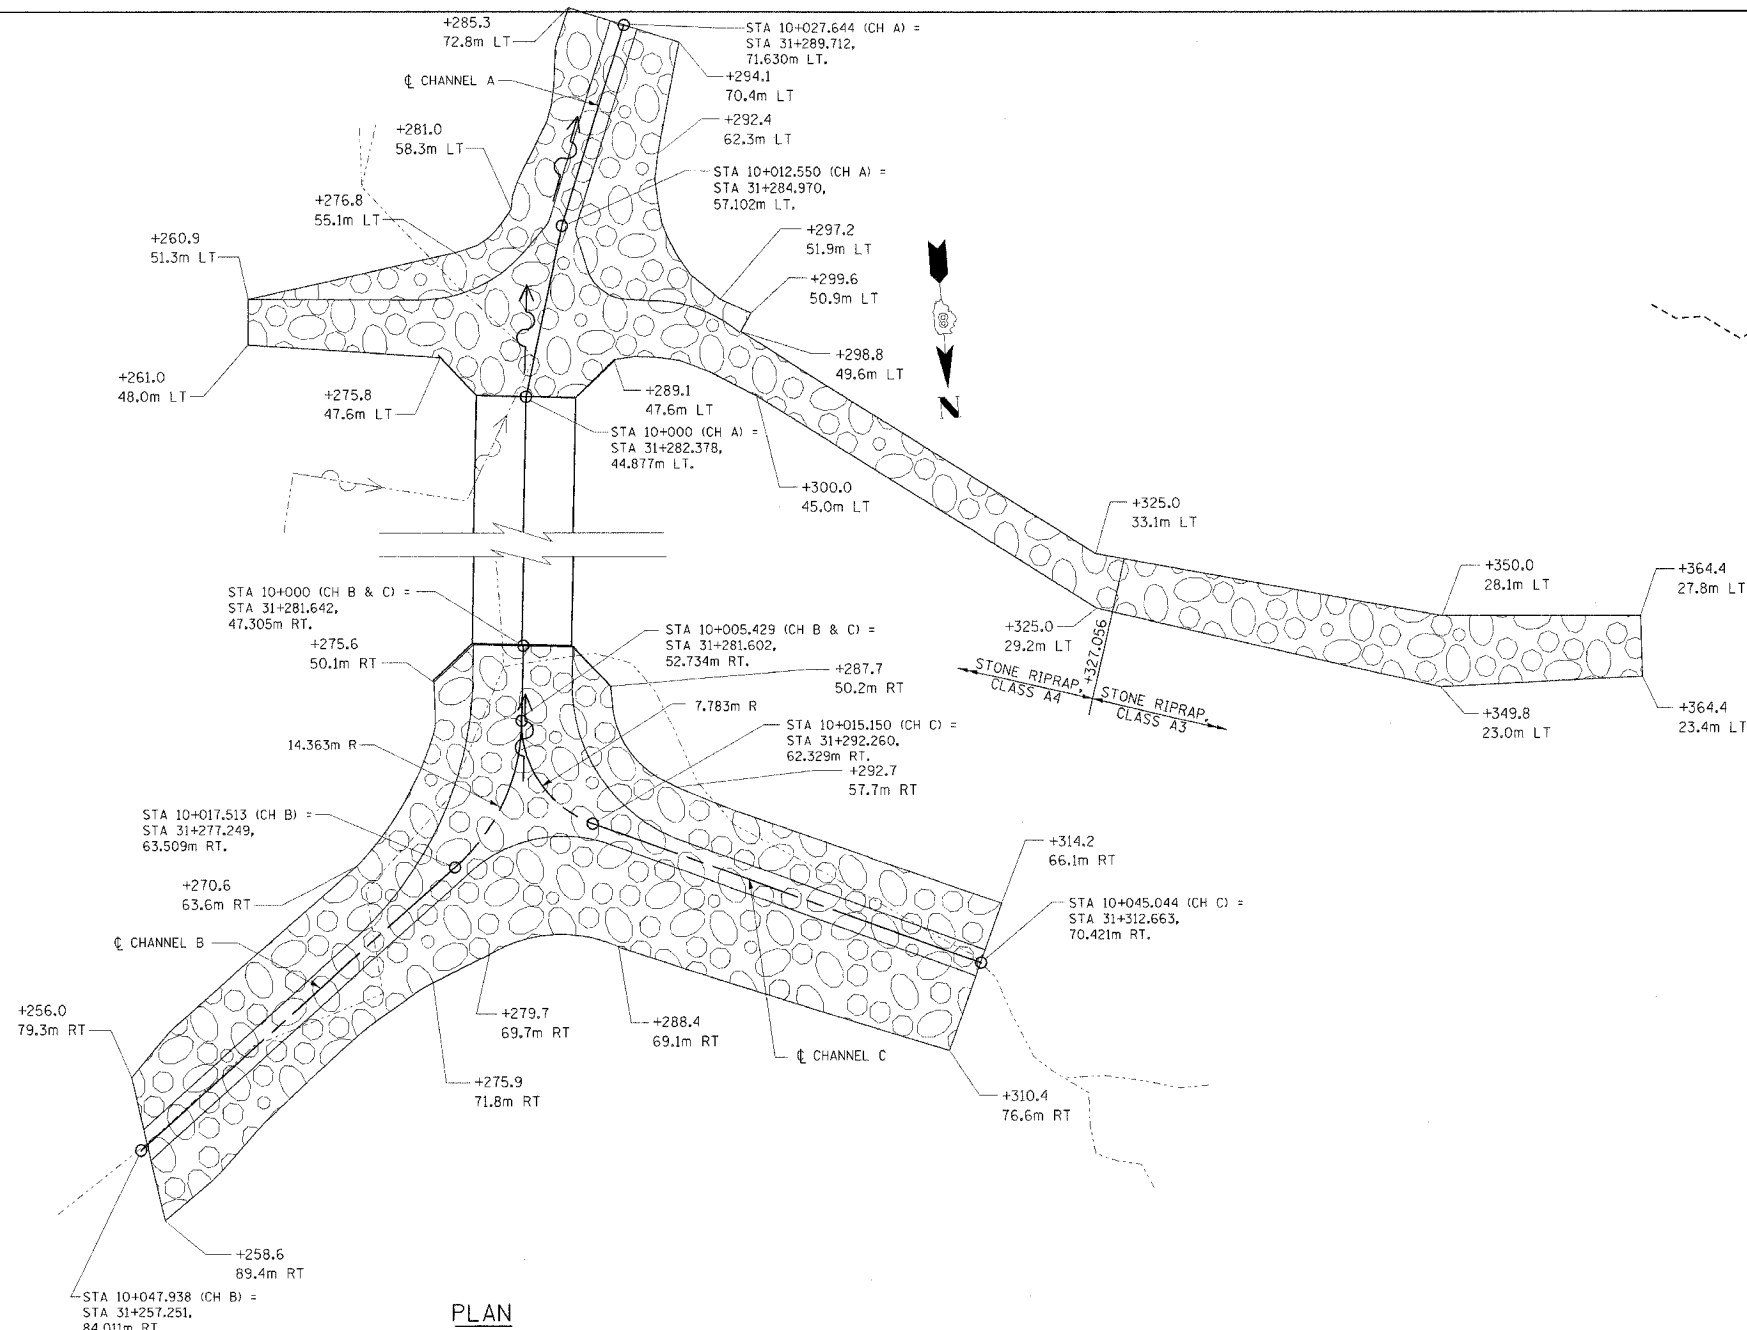 +285.3
72.8m LT
STA 10+027.644 (CH A) =
STA 31+289.712,
71.630m LT.
℄ CHANNEL A
+294.1
70.4m LT
+281.0
58.3m LT
+292.4
62.3m LT
STA 10+012.550 (CH A) =
STA 31+284.970,
57.102m LT.
+276.8
55.1m LT
+260.9
51.3m LT
+297.2
51.9m LT
+299.6
50.9m LT
+298.8
49.6m LT
N
+261.0
48.0m LT
+275.8
47.6m LT
+289.1
47.6m LT
STA 10+000 (CH A) =
STA 31+282.378,
44.877m LT.
+300.0
45.0m LT
+325.0
33.1m LT
+350.0
28.1m LT
+364.4
27.8m LT
STA 10+000 (CH B & C) =
STA 31+281.642,
47.305m RT.
+275.6
50.1m RT
STA 10+005.429 (CH B & C) =
STA 31+281.602,
52.734m RT.
+287.7
50.2m RT
+325.0
29.2m LT
+327.056
STONE RIPRAP,
CLASS A4
STONE RIPRAP,
CLASS A3
+349.8
23.0m LT
+364.4
23.4m LT
7.783m R
14.363m R
STA 10+015.150 (CH C) =
STA 31+292.260,
62.329m RT.
+292.7
57.7m RT
STA 10+017.513 (CH B) =
STA 31+277.249,
63.509m RT.
+270.6
63.6m RT
+314.2
66.1m RT
STA 10+045.044 (CH C) =
STA 31+312.663,
70.421m RT.
℄ CHANNEL B
+256.0
79.3m RT
+279.7
69.7m RT
+288.4
69.1m RT
℄ CHANNEL C
+275.9
71.8m RT
+310.4
76.6m RT
+258.6
89.4m RT
STA 10+047.938 (CH B) =
STA 31+257.251,
84.011m RT
PLAN